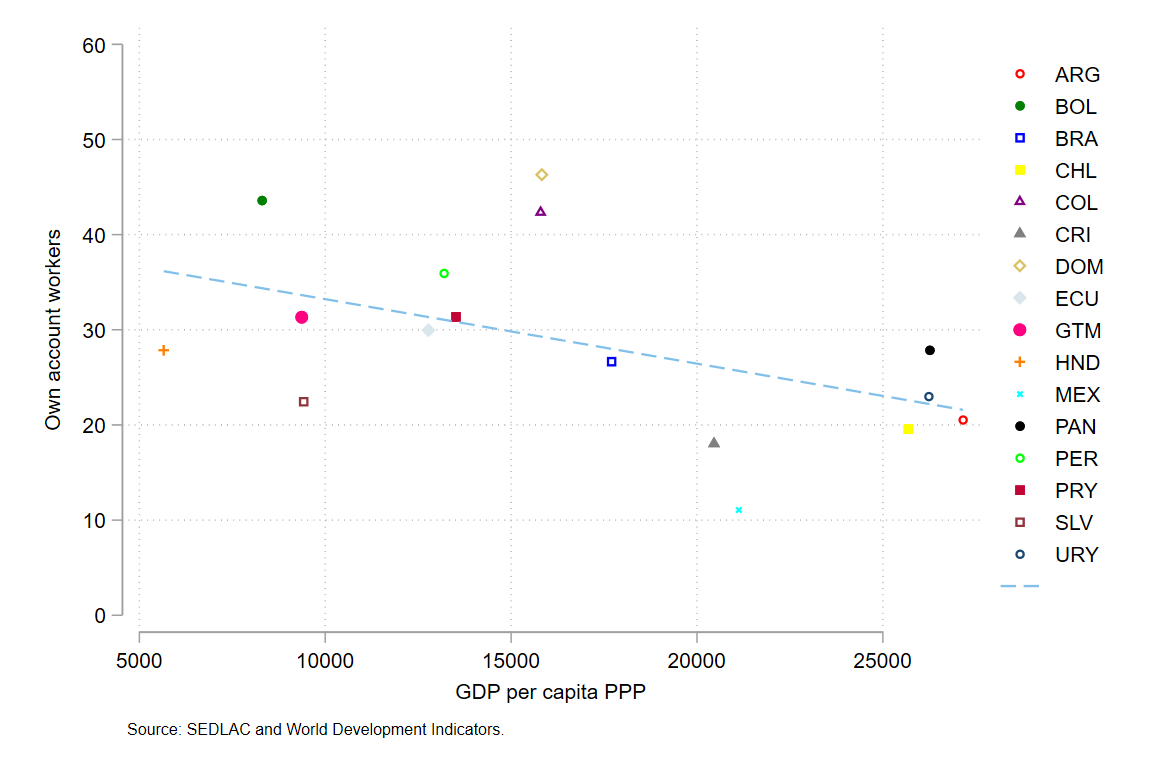 60
50
40
30
20
10
0
Own account workers
5000 10000 15000 20000 25000
GDP per capita PPP
ARG
BOL
BRA
CHL
COL
CRI
DOM
ECU
GTM
HND
MEX
PAN
PER
PRY
SLV
URY
Source: SEDLAC and World Development Indicators.